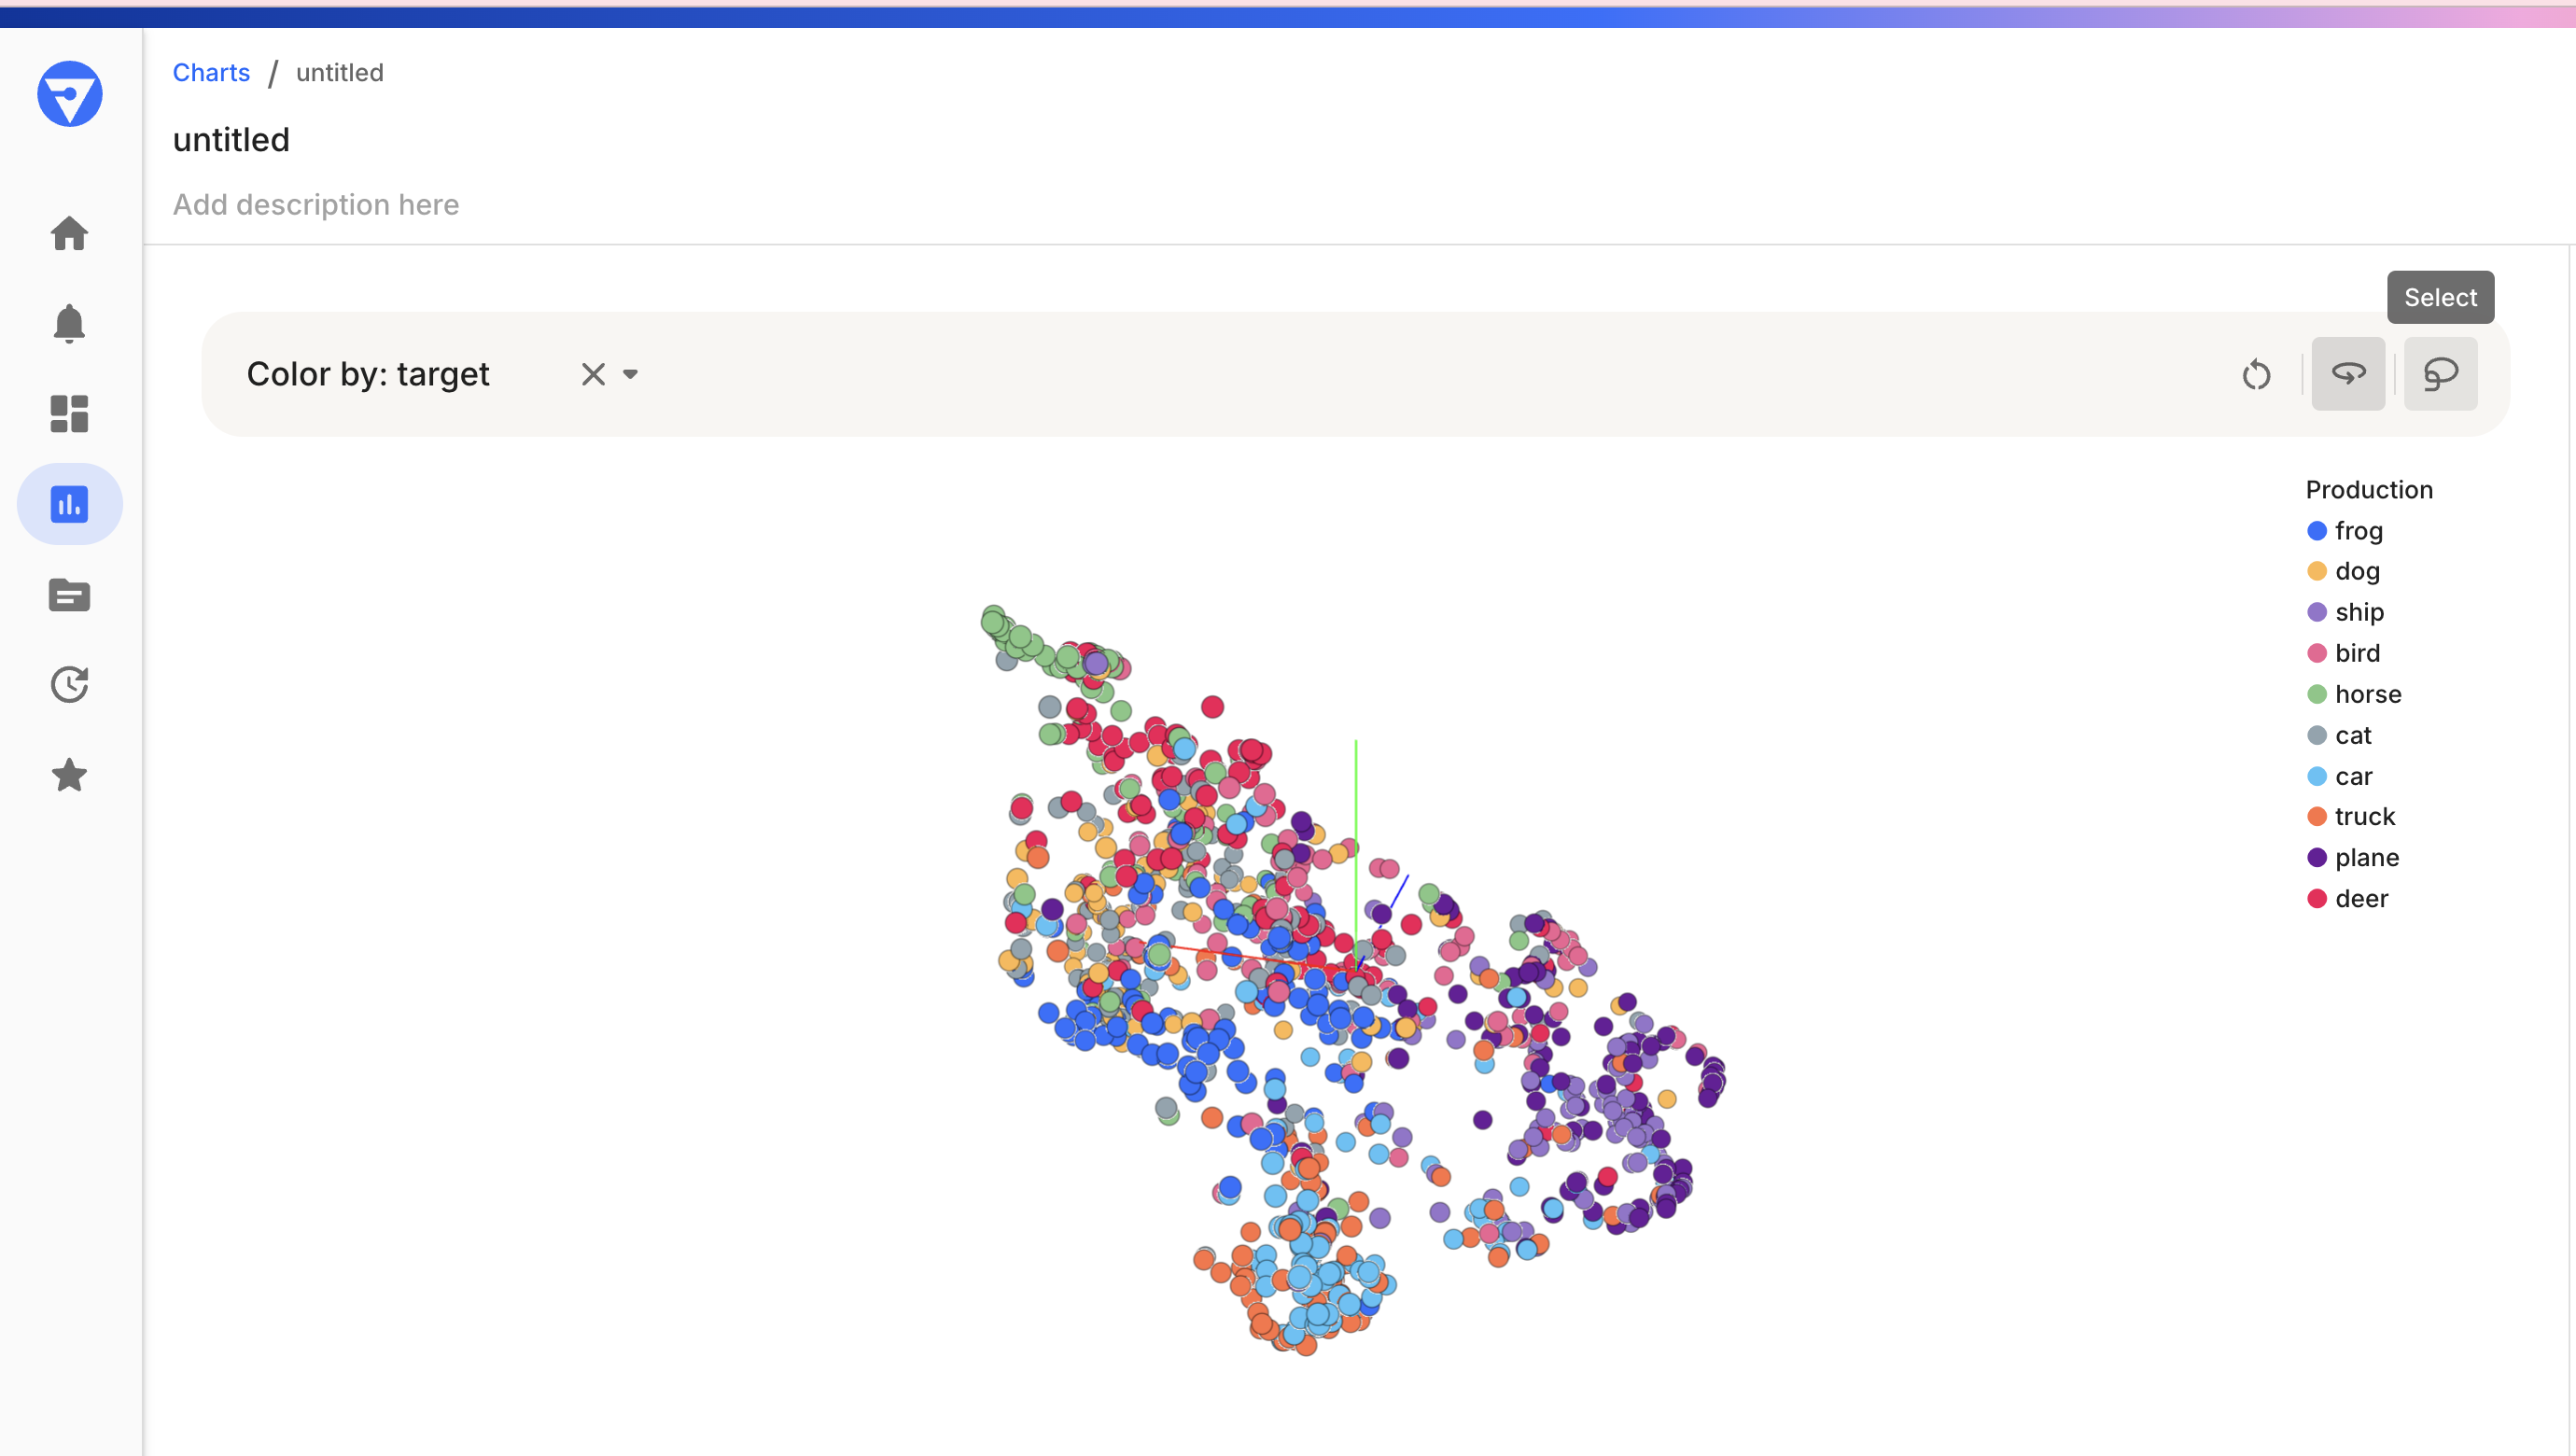 Charts / untitled
untitled
Add description here
Select
Color by: target
Production
frog
dog
ship
bird
horse
cat
car
truck
plane
deer